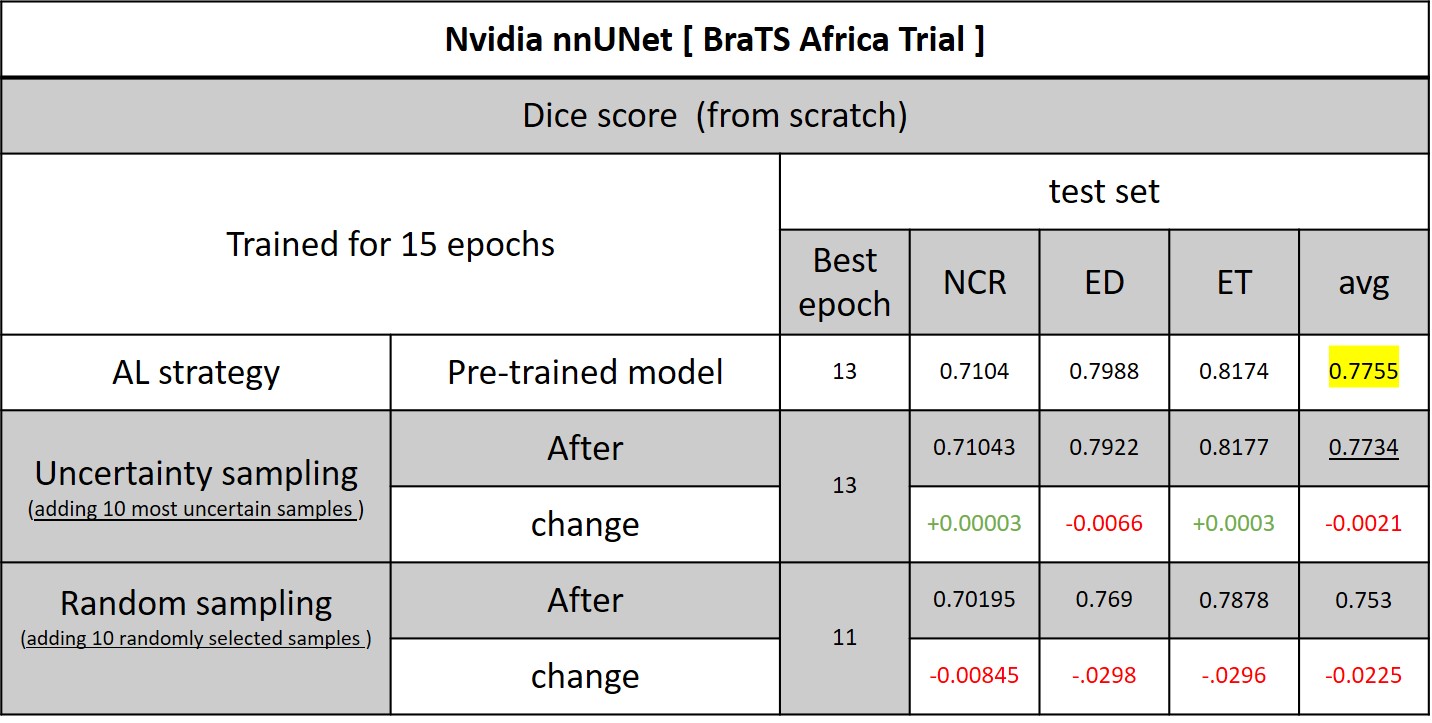 Nvidia nnUNet [ BraTS Africa Trial ]
Dice score (from scratch)
Trained for 15 epochs
test set
Best
epoch
NCR
ED
ET
avg
AL strategy
Pre-trained model
13
0.7104
0.7988
0.8174
0.7755
Uncertainty sampling
(adding 10 most uncertain samples )
After
13
0.71043
0.7922
0.8177
0.7734
change
+0.00003
-0.0066
+0.0003
-0.0021
Random sampling
(adding 10 randomly selected samples )
After
11
0.70195
0.769
0.7878
0.753
change
-0.00845
-.0298
-.0296
-0.0225